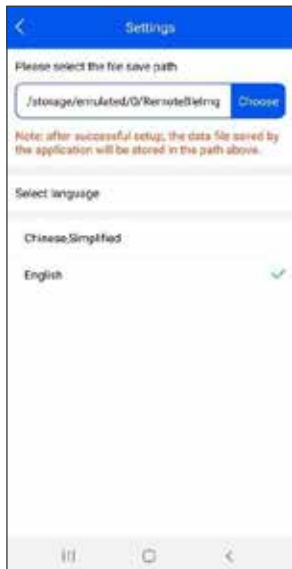 Settings
Please select the file save path
/storage/emulated/0/RemoteBleImg
Choose
Note: after successful setup, the data file saved by
the application will be stored in the path above.
Select language
Chinese,Simplified
English